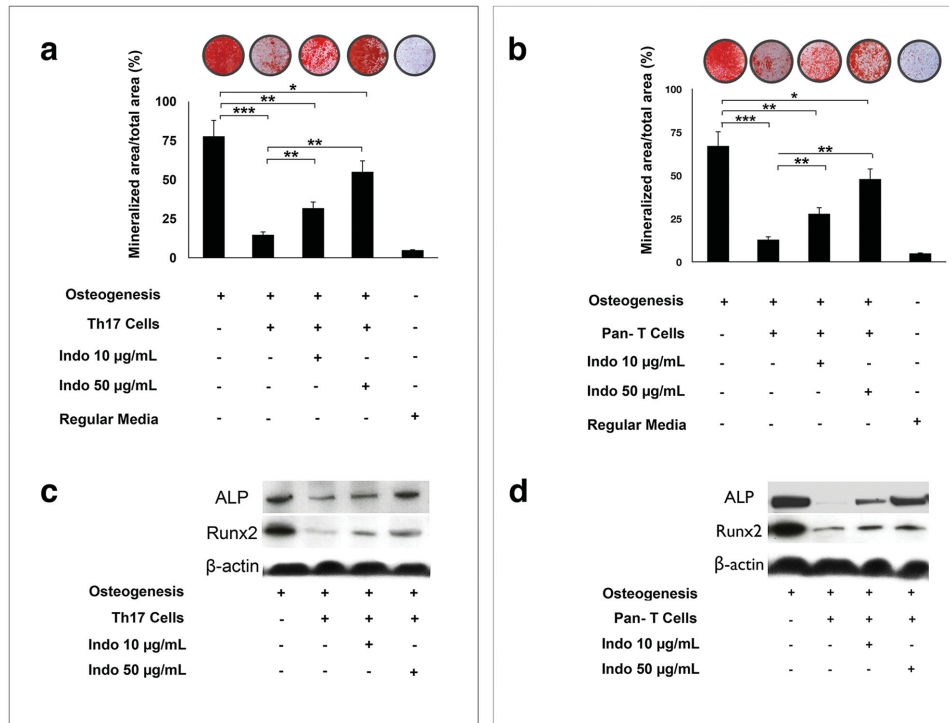 a
Mineralized area/total area (%)
100
75
50
25
0
*
**
***
**
**
Osteogenesis + + + + -
Th17 Cells - + + + -
Indo 10 µg/mL - - + - -
Indo 50 µg/mL - - - + -
Regular Media - - - - +
b
Mineralized area/total area (%)
100
75
50
25
0
*
**
***
**
**
Osteogenesis + + + + -
Pan- T Cells - + + + -
Indo 10 µg/mL - - + - -
Indo 50 µg/mL - - - + -
Regular Media - - - - +
c
ALP
Runx2
β-actin
Osteogenesis + + + +
Th17 Cells - + + +
Indo 10 µg/mL - - + -
Indo 50 µg/mL - - - +
d
ALP
Runx2
β-actin
Osteogenesis + + + +
Pan- T Cells - + + +
Indo 10 µg/mL - - + -
Indo 50 µg/mL - - - +